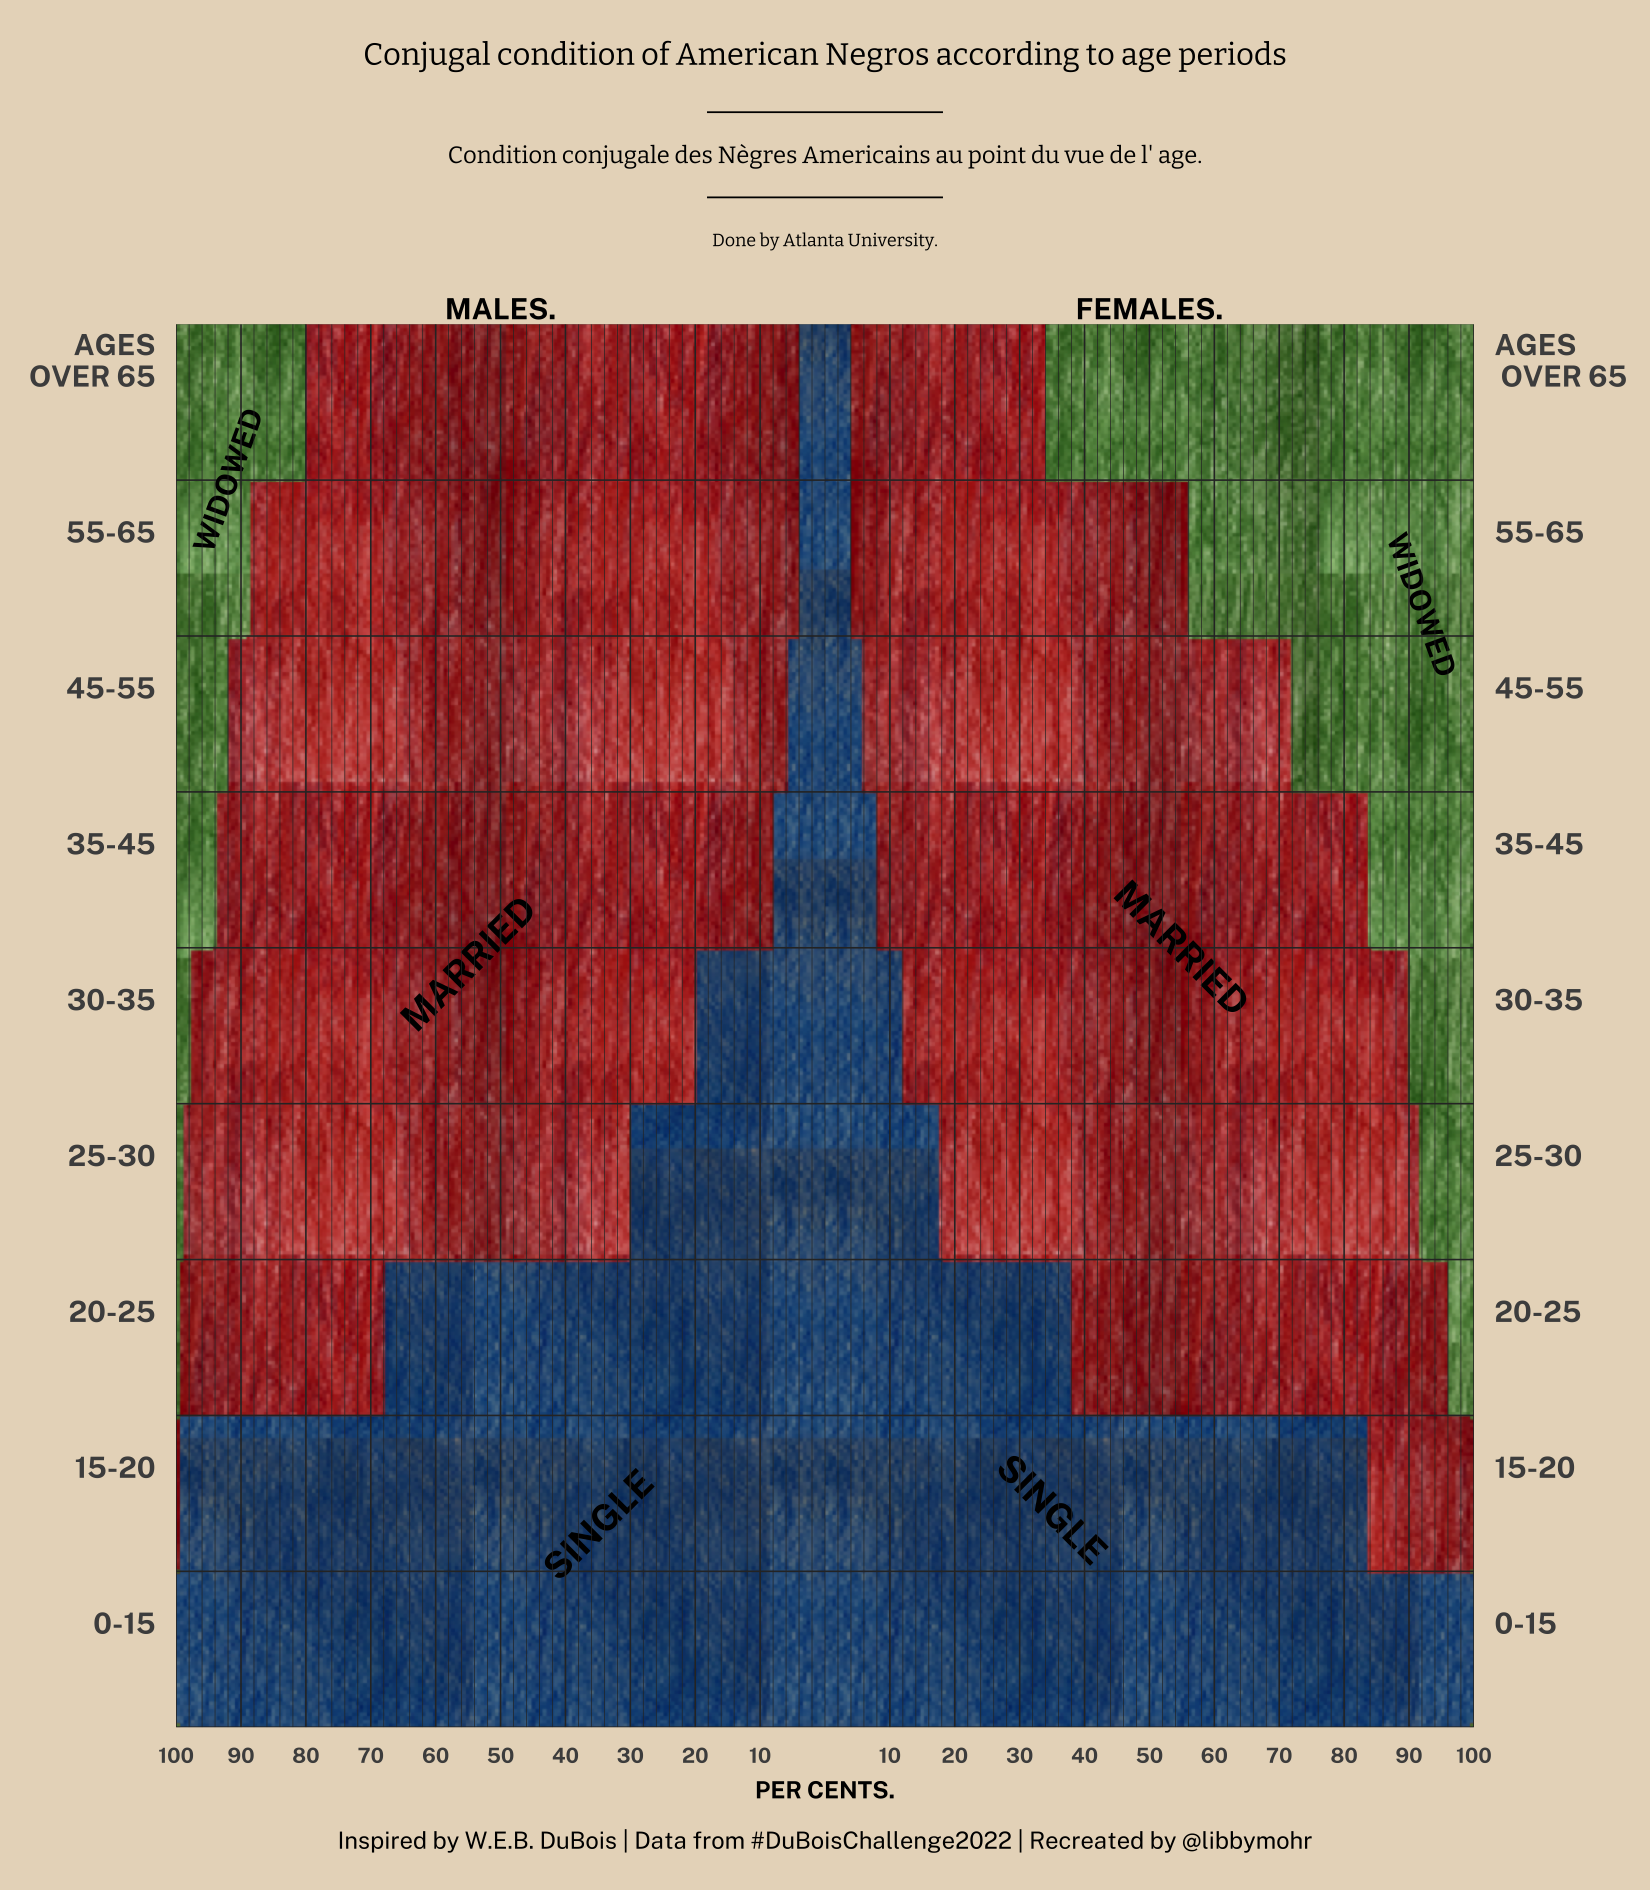 Conjugal condition of American Negros according to age periods
Condition conjugale des Nègres Americains au point du vue de l' age.
Done by Atlanta University.
MALES.
FEMALES.
AGES
OVER 65
AGES
OVER 65
WIDOWED
55-65
55-65
WIDOWED
45-55
45-55
35-45
35-45
MARRIED
MARRIED
30-35
30-35
25-30
25-30
20-25
20-25
15-20
15-20
SINGLE
SINGLE
0-15
0-15
100 90 80 70 60 50 40 30 20 10 10 20 30 40 50 60 70 80 90 100
PER CENTS.
Inspired by W.E.B. DuBois | Data from #DuBoisChallenge2022 | Recreated by @libbymohr